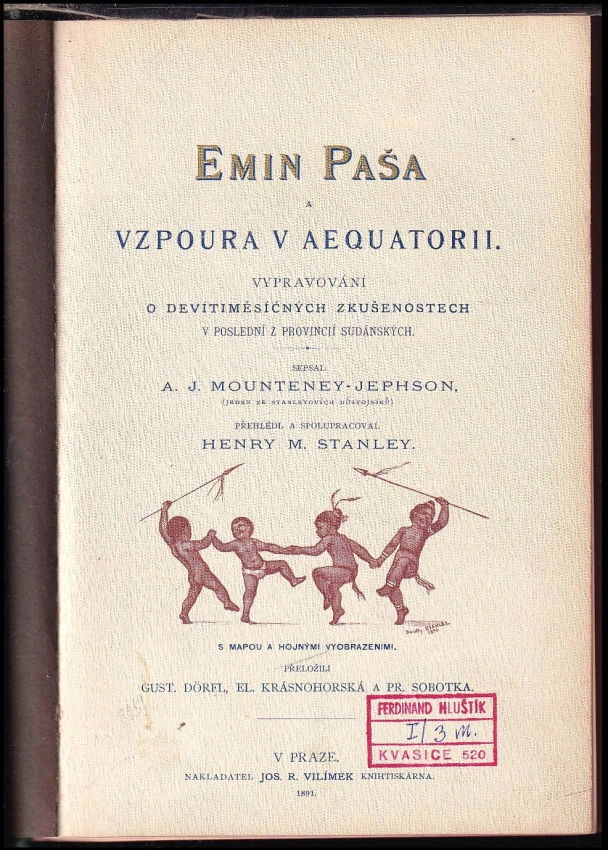 EMIN PAŠA
A
VZPOURA V AEQUATORII.
VYPRAVOVÁNÍ
O DEVÍTIMĚSÍČNÝCH ZKUŠENOSTECH
V POSLEDNÍ Z PROVINCIÍ SUDÁNSKÝCH.
SEPSAL
A. J. MOUNTENEY-JEPHSON,
(JEDEN ZE STANLEYOVÝCH DŮSTOJNÍKŮ)
PŘEHLÉDL A SPOLUPRACOVAL
HENRY M. STANLEY.
S MAPOU A HOJNÝMI VYOBRAZENÍMI.
PŘELOŽILI
GUST. DÖRFL, EL. KRÁSNOHORSKÁ A PR. SOBOTKA.
FERDINAND HLUŠTÍK
I/3 m.
KVASICE 520
V PRAZE.
NAKLADATEL JOS. R. VILÍMEK KNIHTISKÁRNA.
1891.